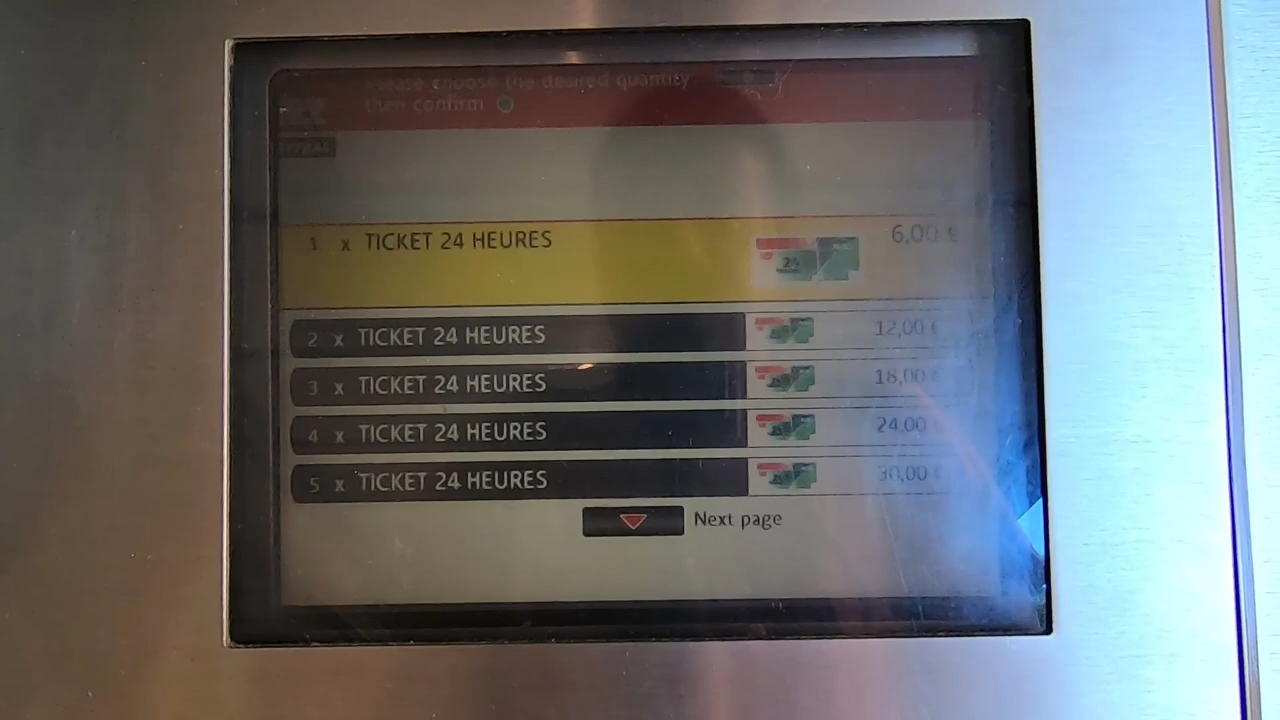 Please choose the desired quantity
then confirm
1 x TICKET 24 HEURES 6,00 €
2 x TICKET 24 HEURES 12,00 €
3 x TICKET 24 HEURES 18,00 €
4 x TICKET 24 HEURES 24,00 €
5 x TICKET 24 HEURES 30,00 €
Next page